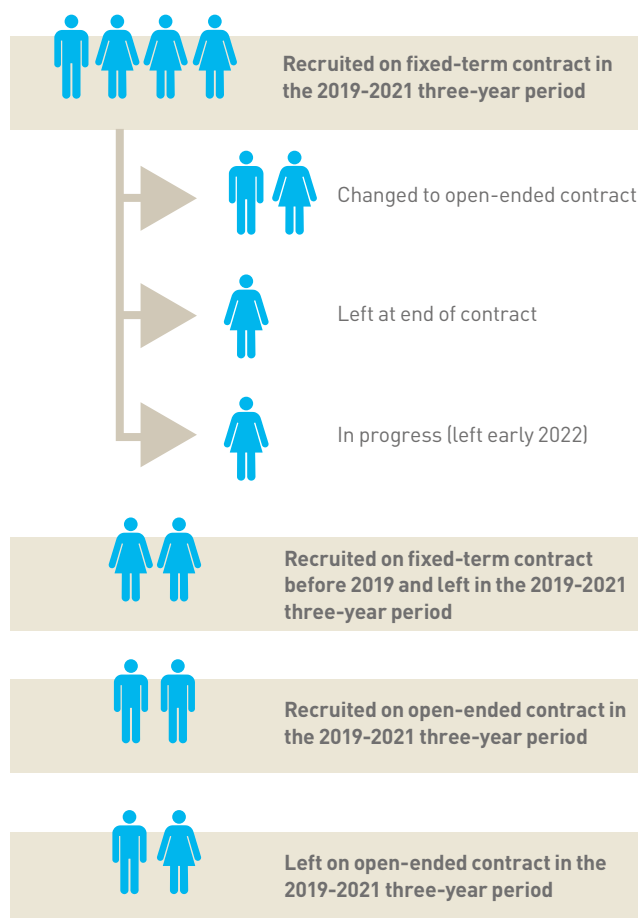 Recruited on fixed-term contract in
the 2019-2021 three-year period
Changed to open-ended contract
Left at end of contract
In progress (left early 2022)
Recruited on fixed-term contract
before 2019 and left in the 2019-2021
three-year period
Recruited on open-ended contract in
the 2019-2021 three-year period
Left on open-ended contract in the
2019-2021 three-year period